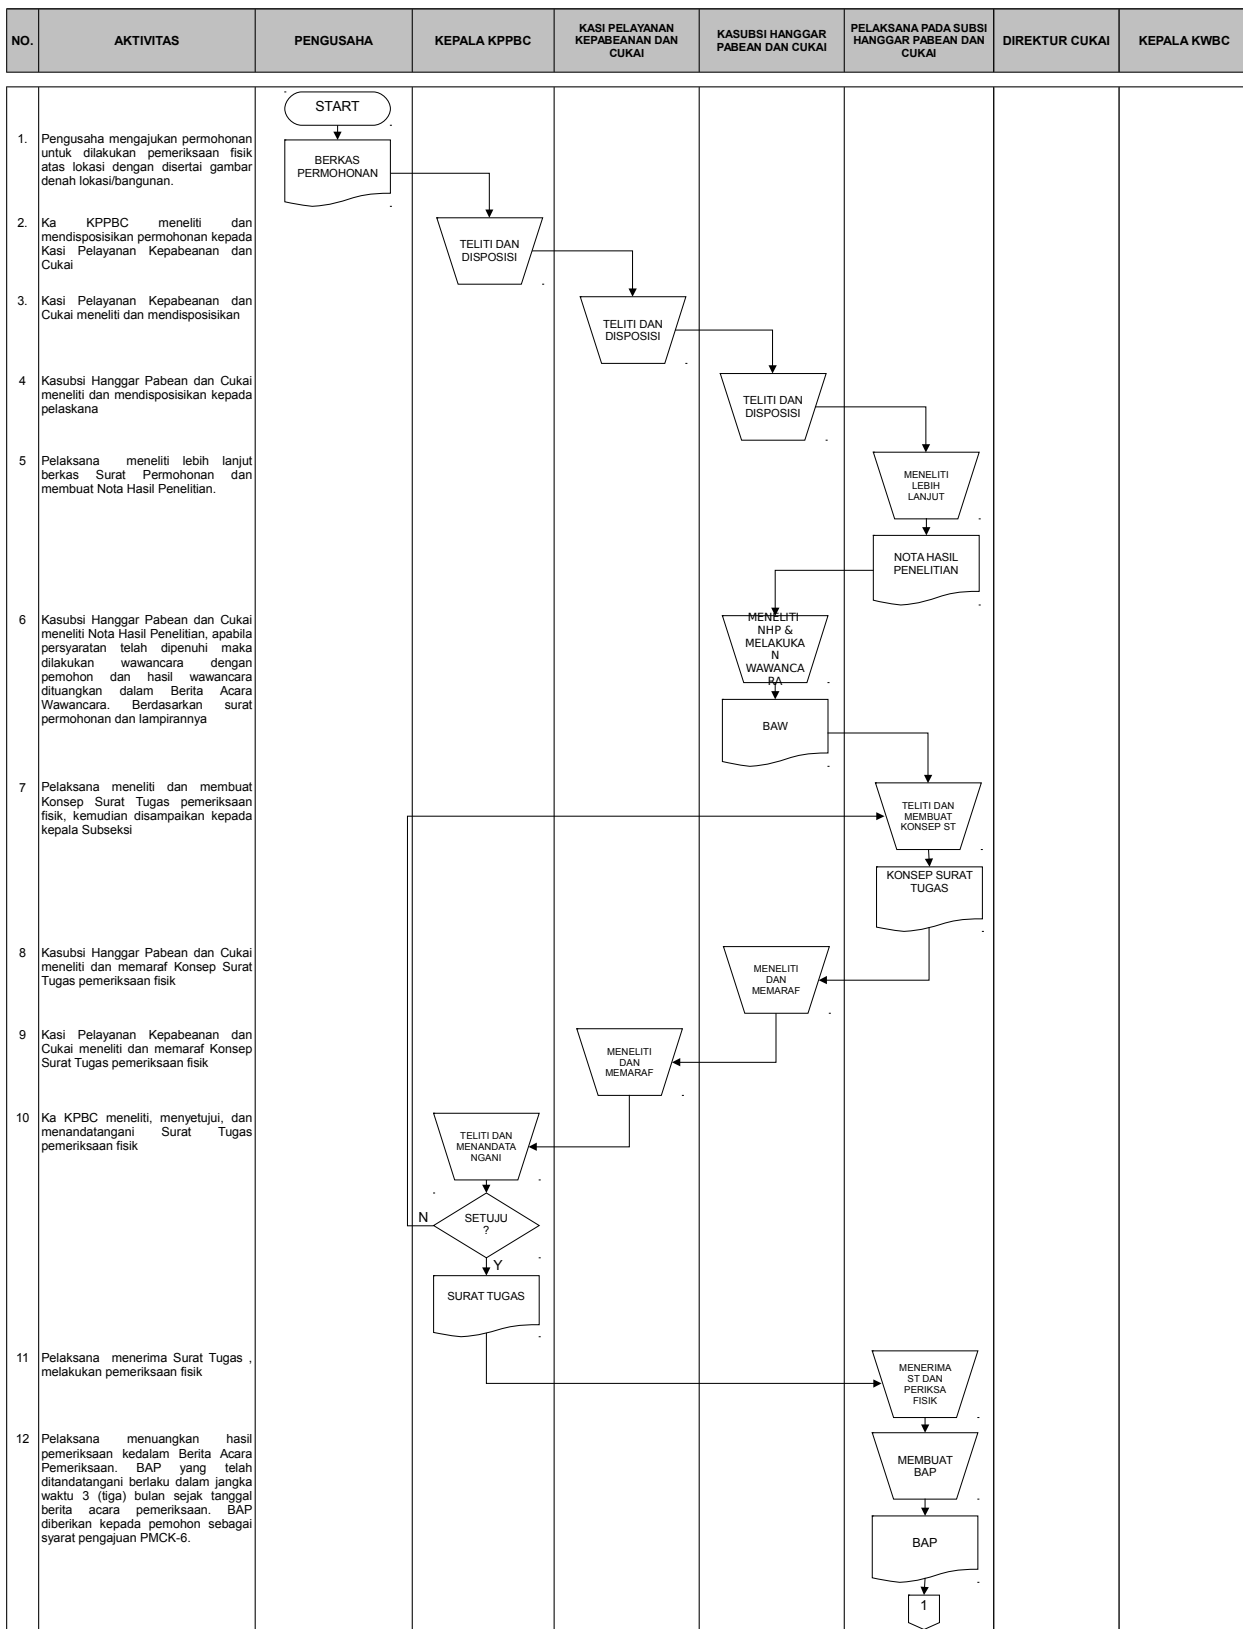 NO.
AKTIVITAS
PENGUSAHA
KEPALA KPPBC
KASI PELAYANAN
KEPABEANAN DAN
CUKAI
KASUBSI HANGGAR
PABEAN DAN CUKAI
PELAKSANA PADA SUBSI
HANGGAR PABEAN DAN
CUKAI
DIREKTUR CUKAI
KEPALA KWBC
START
1.
Pengusaha mengajukan permohonan
untuk dilakukan pemeriksaan fisik
atas lokasi dengan disertai gambar
denah lokasi/bangunan.
BERKAS
PERMOHONAN
2.
Ka KPPBC meneliti dan
mendisposisikan permohonan kepada
Kasi Pelayanan Kepabeanan dan
Cukai
TELITI DAN
DISPOSISI
3.
Kasi Pelayanan Kepabeanan dan
Cukai meneliti dan mendisposisikan
TELITI DAN
DISPOSISI
4
Kasubsi Hanggar Pabean dan Cukai
meneliti dan mendisposisikan kepada
pelaskana
TELITI DAN
DISPOSISI
5
Pelaksana meneliti lebih lanjut
berkas Surat Permohonan dan
membuat Nota Hasil Penelitian.
MENELITI
LEBIH
LANJUT
NOTA HASIL
PENELITIAN
6
Kasubsi Hanggar Pabean dan Cukai
meneliti Nota Hasil Penelitian, apabila
persyaratan telah dipenuhi maka
dilakukan wawancara dengan
pemohon dan hasil wawancara
dituangkan dalam Berita Acara
Wawancara. Berdasarkan surat
permohonan dan lampirannya
MENELITI
NHP &
MELAKUKA
N
WAWANCA
RA
BAW
7
Pelaksana meneliti dan membuat
Konsep Surat Tugas pemeriksaan
fisik, kemudian disampaikan kepada
kepala Subseksi
TELITI DAN
MEMBUAT
KONSEP ST
KONSEP SURAT
TUGAS
8
Kasubsi Hanggar Pabean dan Cukai
meneliti dan memaraf Konsep Surat
Tugas pemeriksaan fisik
MENELITI
DAN
MEMARAF
9
Kasi Pelayanan Kepabeanan dan
Cukai meneliti dan memaraf Konsep
Surat Tugas pemeriksaan fisik
MENELITI
DAN
MEMARAF
10
Ka KPBC meneliti, menyetujui, dan
menandatangani Surat Tugas
pemeriksaan fisik
TELITI DAN
MENANDATA
NGANI
N
SETUJU
?
Y
SURAT TUGAS
11
Pelaksana menerima Surat Tugas ,
melakukan pemeriksaan fisik
MENERIMA
ST DAN
PERIKSA
FISIK
12
Pelaksana menuangkan hasil
pemeriksaan kedalam Berita Acara
Pemeriksaan. BAP yang telah
ditandatangani berlaku dalam jangka
waktu 3 (tiga) bulan sejak tanggal
berita acara pemeriksaan. BAP
diberikan kepada pemohon sebagai
syarat pengajuan PMCK-6.
MEMBUAT
BAP
BAP
1